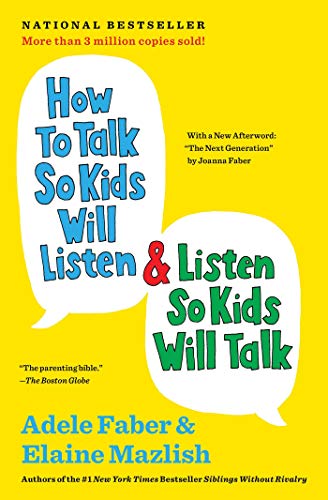 NATIONAL BESTSELLER
More than 3 million copies sold!
How
To Talk
So Kids
Will
Listen
With a New Afterword:
"The Next Generation"
by Joanna Faber
& Listen
So Kids
Will Talk
"The parenting bible."
—The Boston Globe
Adele Faber &
Elaine Mazlish
Authors of the #1 New York Times Bestseller Siblings Without Rivalry